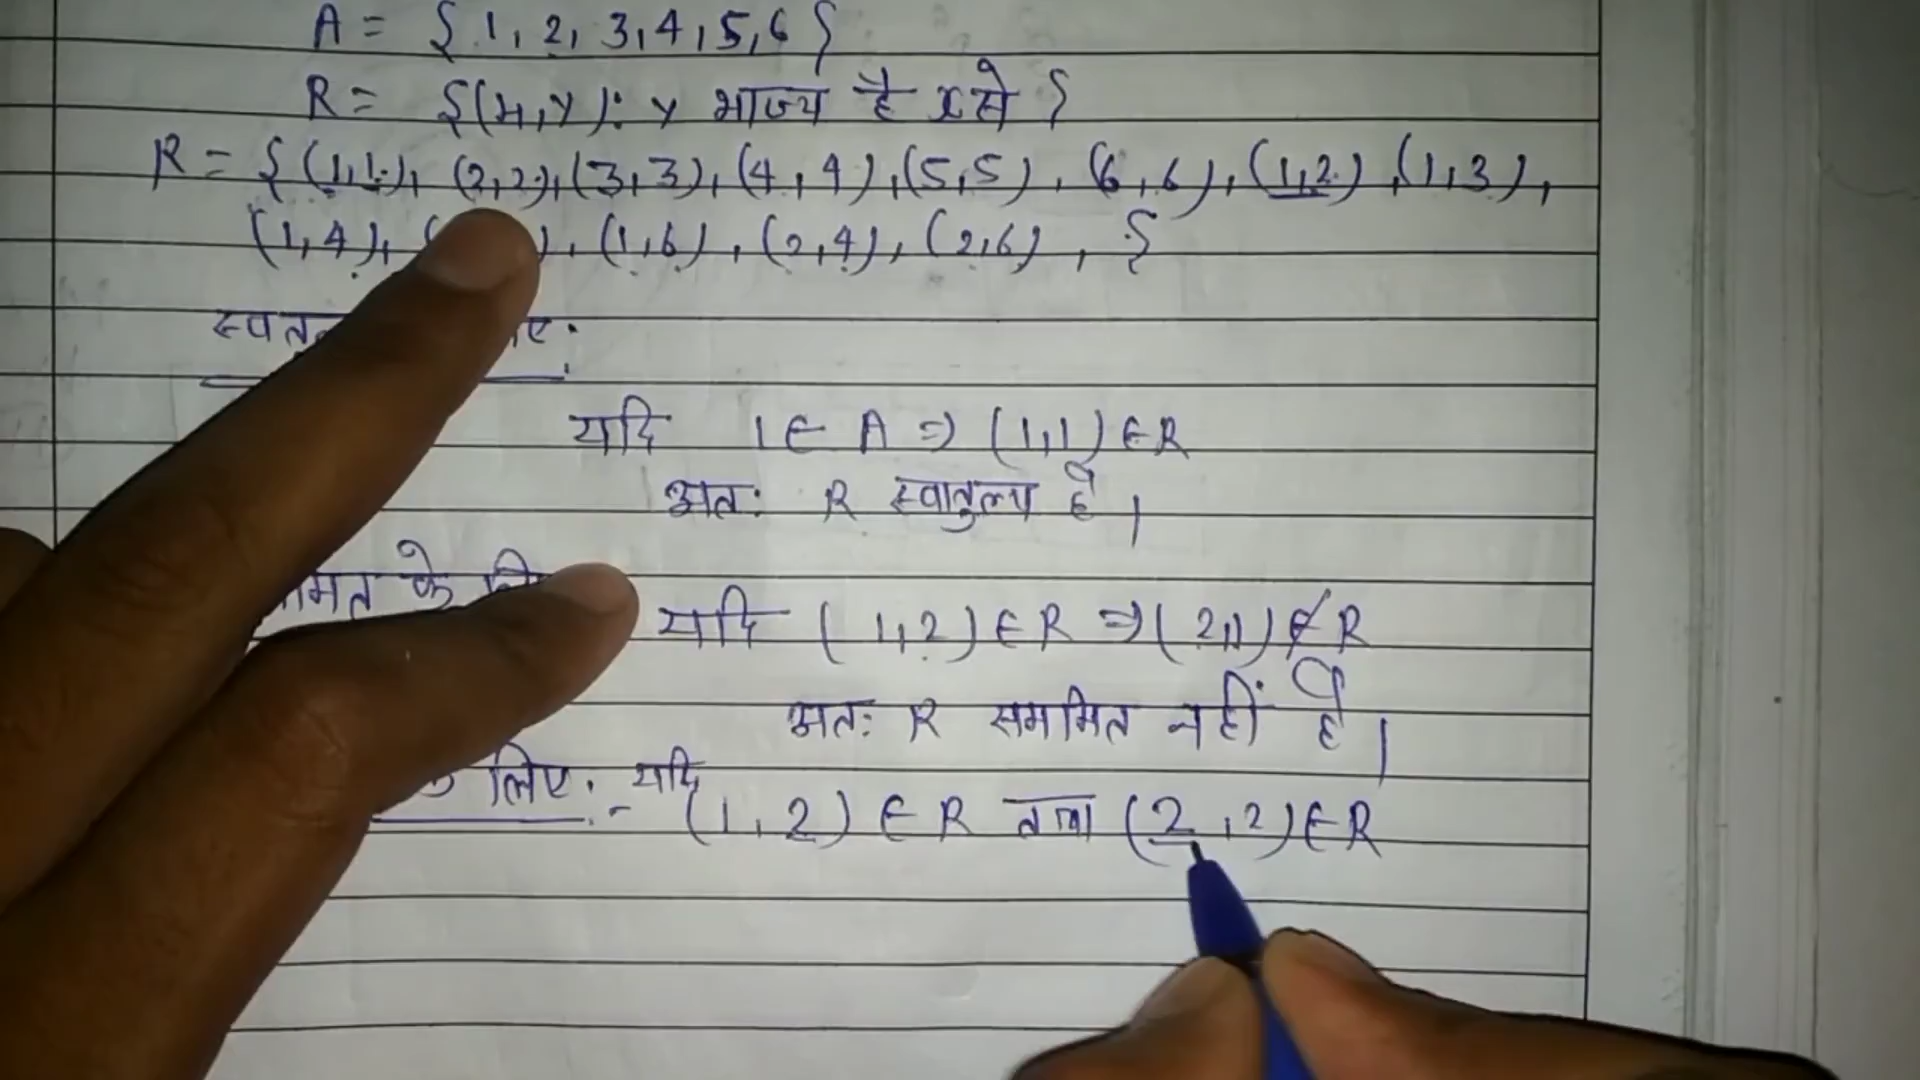 A = { 1, 2, 3, 4, 5, 6 }
R = {(x, y): y भाज्य है x से }
R = { (1,1), (2,2), (3,3), (4,4), (5,5), (6,6), (1,2), (1,3),
(1,4), ( ), (1,6), (2,4), (2,6), }
यदि 1 ∈ A ⇒ (1,1) ∈ R
अतः R स्वातुल्य है।
के यदि (1,2) ∈ R ⇒ (2,1) ∉ R
अतः R सममित नहीं है।
लिए:- यदि
(1,2) ∈ R तथा (2,2) ∈ R